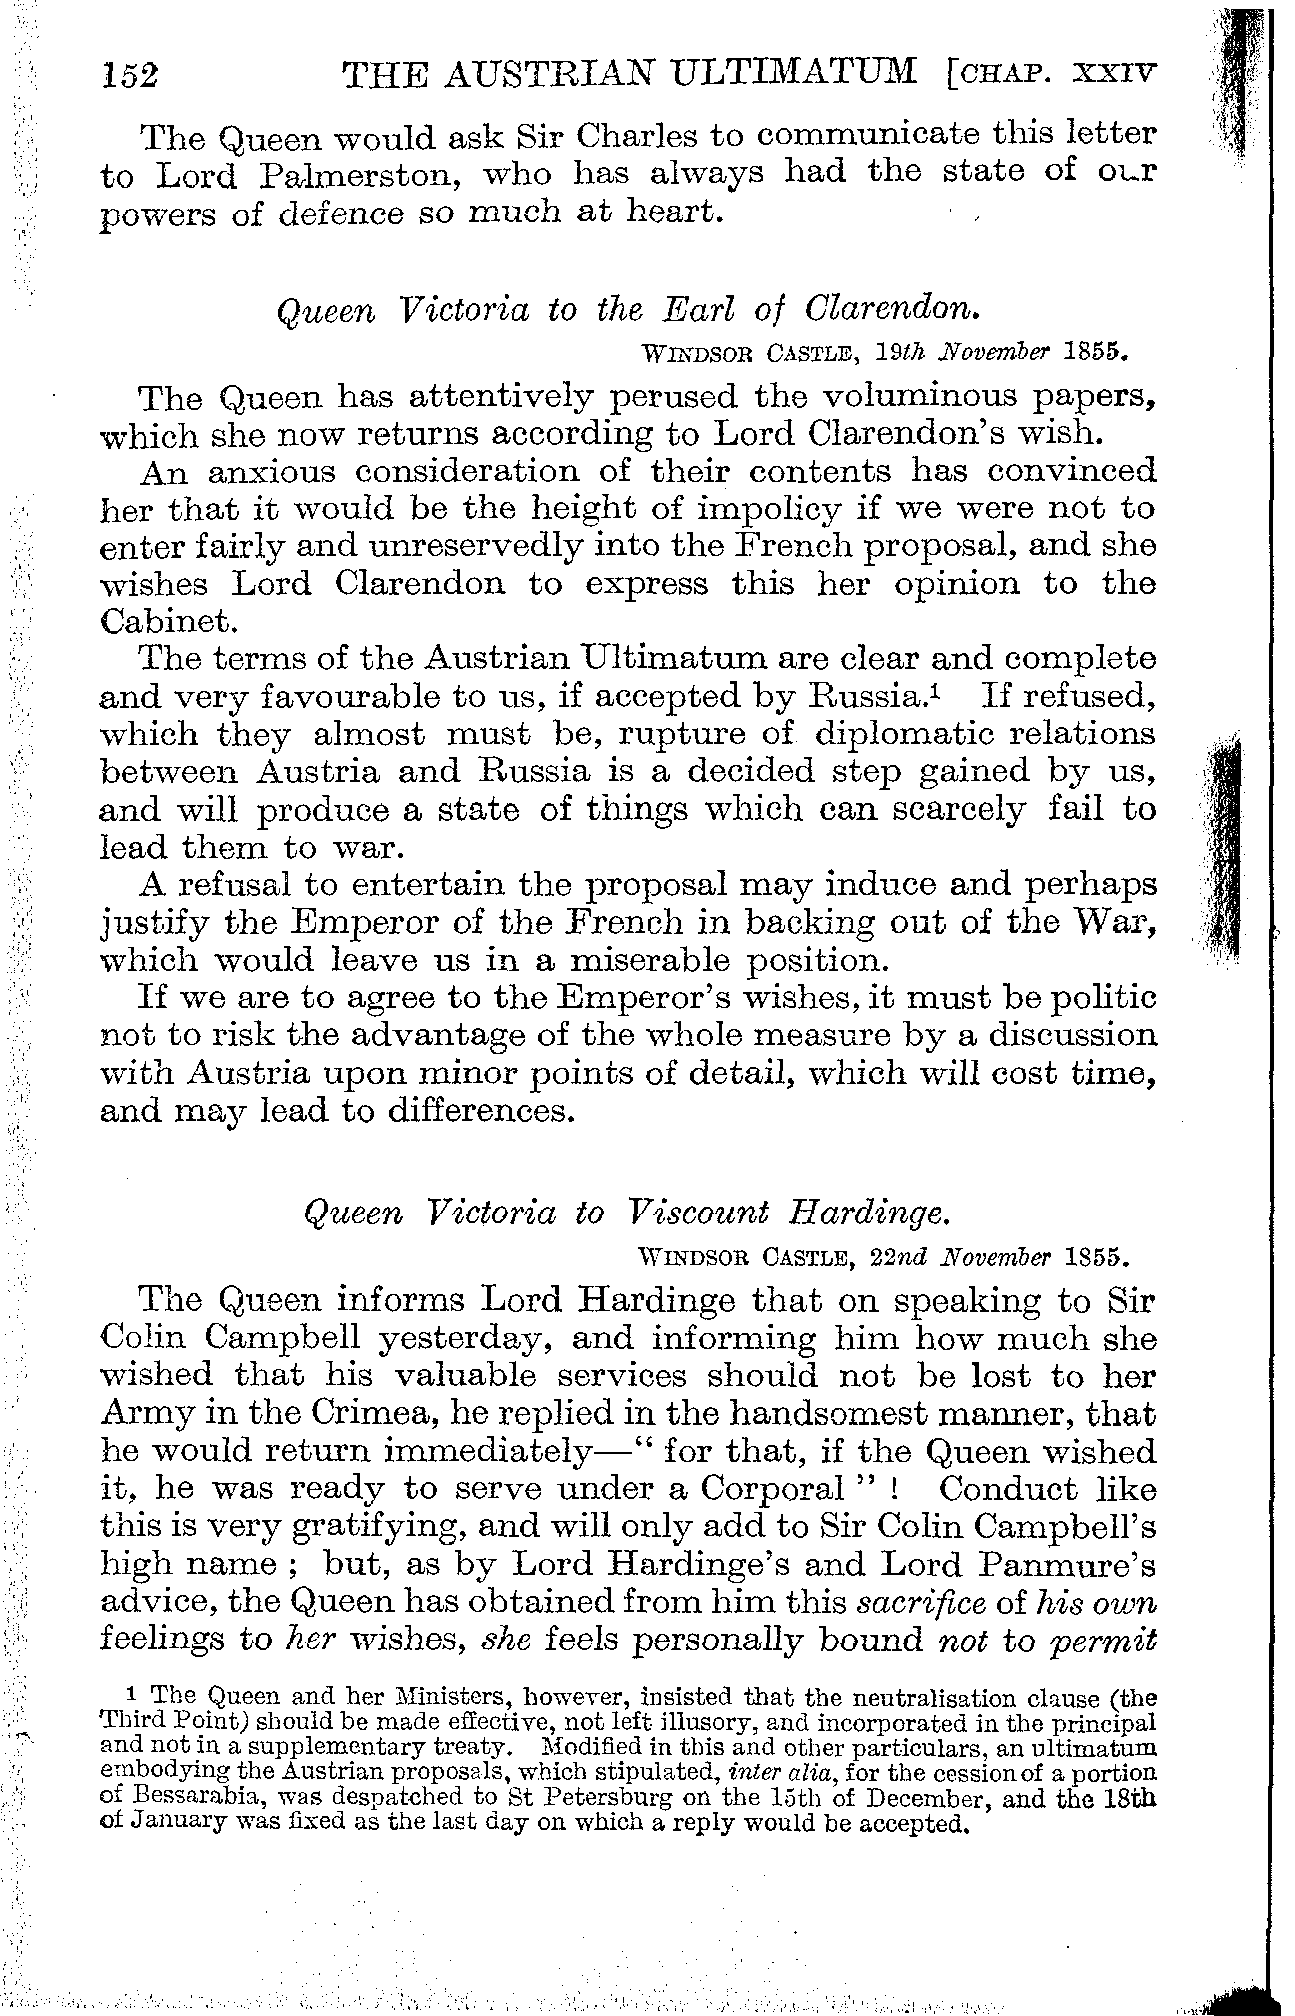 152 THE AUSTRIAN ULTIMATUM [CHAP. XXIV
The Queen would ask Sir Charles to communicate this letter
to Lord Palmerston, who has always had the state of our
powers of defence so much at heart.
Queen Victoria to the Earl of Clarendon.
WINDSOR CASTLE, 19th November 1855.
The Queen has attentively perused the voluminous papers,
which she now returns according to Lord Clarendon's wish.
An anxious consideration of their contents has convinced
her that it would be the height of impolicy if we were not to
enter fairly and unreservedly into the French proposal, and she
wishes Lord Clarendon to express this her opinion to the
Cabinet.
The terms of the Austrian Ultimatum are clear and complete
and very favourable to us, if accepted by Russia.¹ If refused,
which they almost must be, rupture of diplomatic relations
between Austria and Russia is a decided step gained by us,
and will produce a state of things which can scarcely fail to
lead them to war.
A refusal to entertain the proposal may induce and perhaps
justify the Emperor of the French in backing out of the War,
which would leave us in a miserable position.
If we are to agree to the Emperor's wishes, it must be politic
not to risk the advantage of the whole measure by a discussion
with Austria upon minor points of detail, which will cost time,
and may lead to differences.
Queen Victoria to Viscount Hardinge.
WINDSOR CASTLE, 22nd November 1855.
The Queen informs Lord Hardinge that on speaking to Sir
Colin Campbell yesterday, and informing him how much she
wished that his valuable services should not be lost to her
Army in the Crimea, he replied in the handsomest manner, that
he would return immediately—“ for that, if the Queen wished
it, he was ready to serve under a Corporal ” ! Conduct like
this is very gratifying, and will only add to Sir Colin Campbell's
high name ; but, as by Lord Hardinge's and Lord Panmure's
advice, the Queen has obtained from him this sacrifice of his own
feelings to her wishes, she feels personally bound not to permit
1 The Queen and her Ministers, however, insisted that the neutralisation clause (the
Third Point) should be made effective, not left illusory, and incorporated in the principal
and not in a supplementary treaty. Modified in this and other particulars, an ultimatum
embodying the Austrian proposals, which stipulated, inter alia, for the cession of a portion
of Bessarabia, was despatched to St Petersburg on the 15th of December, and the 18th
of January was fixed as the last day on which a reply would be accepted.